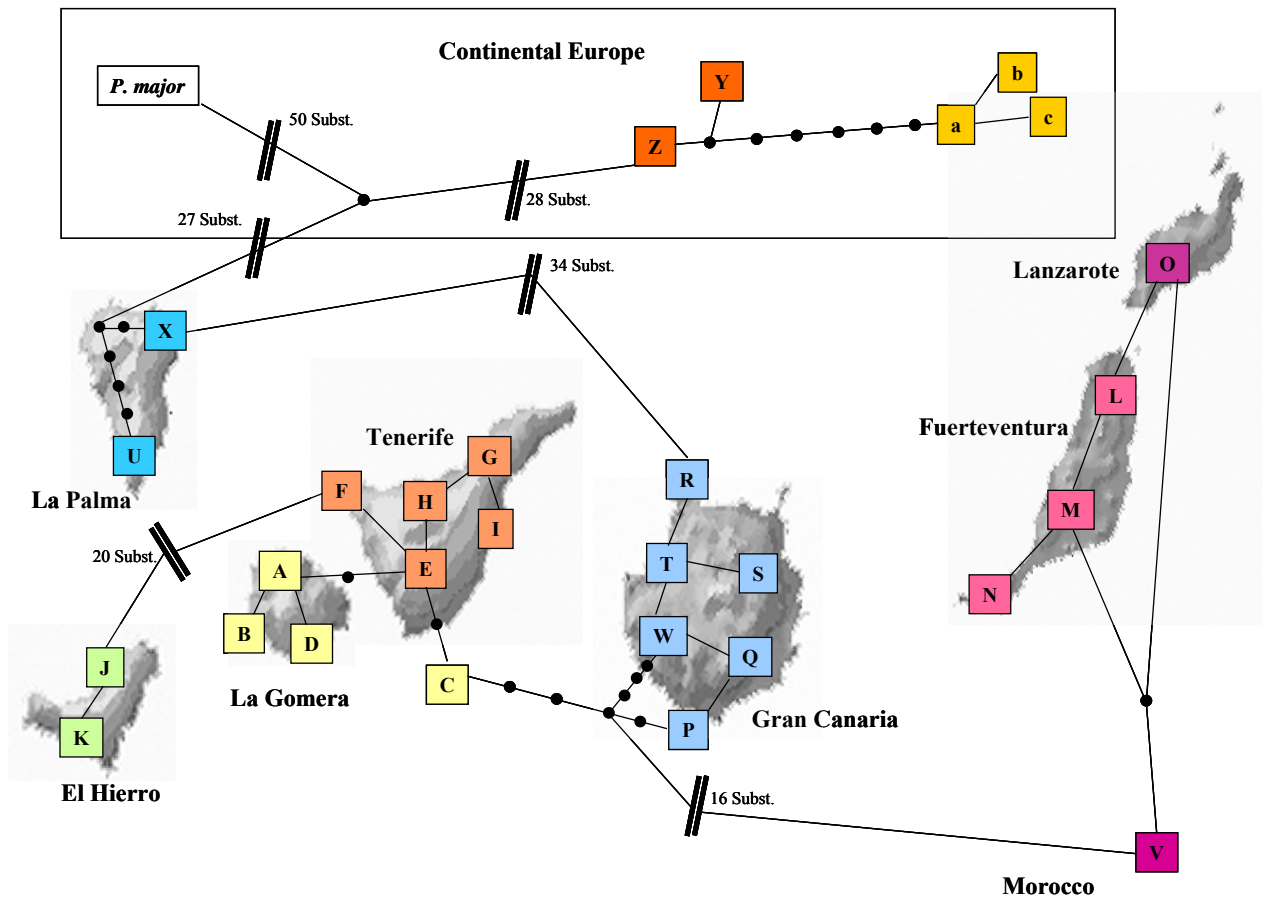 Continental Europe
P. major
50 Subst.
Y
b
a
c
Z
28 Subst.
27 Subst.
34 Subst.
Lanzarote
O
X
L
Fuerteventura
Tenerife
G
U
La Palma
F
H
R
I
M
20 Subst.
A
E
T
S
N
B
D
W
Q
J
C
La Gomera
P
Gran Canaria
K
El Hierro
16 Subst.
V
Morocco